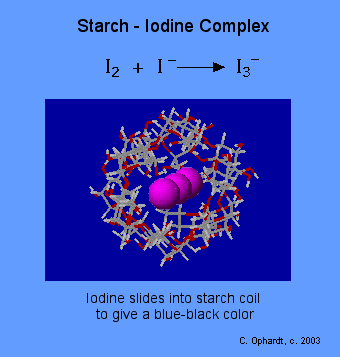 Starch - Iodine Complex
I₂ + I⁻ ⟶ I₃⁻
Iodine slides into starch coil
to give a blue-black color
C. Ophardt, c. 2003